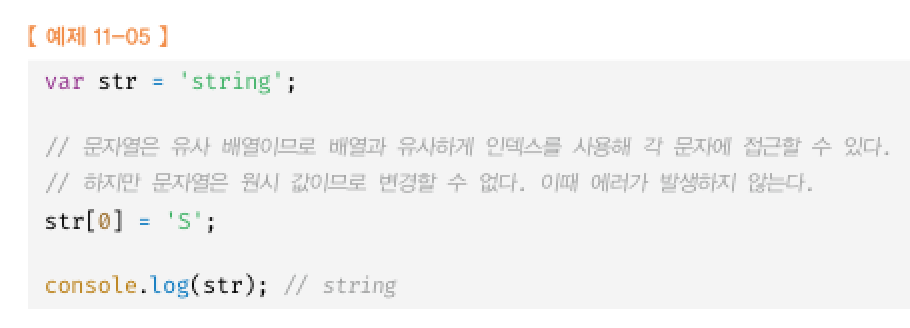 【 예제 11-05 】
var str = 'string';
// 문자열은 유사 배열이므로 배열과 유사하게 인덱스를 사용해 각 문자에 접근할 수 있다.
// 하지만 문자열은 원시 값이므로 변경할 수 없다. 이때 에러가 발생하지 않는다.
str[0] = 'S';
console.log(str); // string